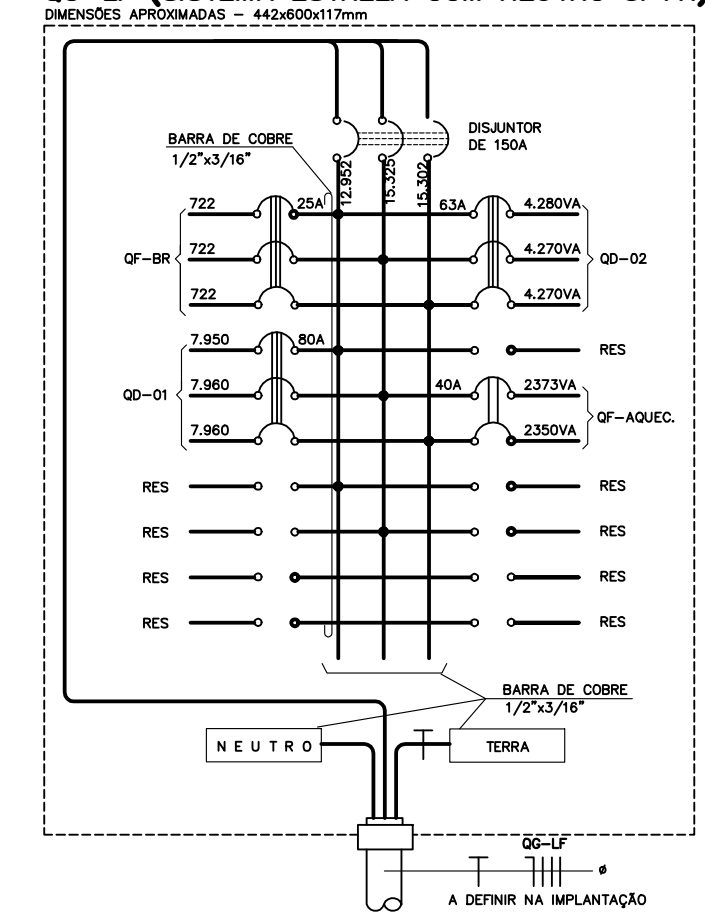 DIMENSÕES APROXIMADAS – 442x600x117mm
DISJUNTOR
DE 150A
BARRA DE COBRE
1/2"x3/16"
12.952
15.325
15.302
722
25A
63A
4.280VA
QF-BR
722
4.270VA
QD-02
722
4.270VA
7.950
80A
RES
QD-01
7.960
40A
2373VA
QF-AQUEC.
7.960
2350VA
RES
RES
RES
RES
RES
RES
RES
RES
BARRA DE COBRE
1/2"x3/16"
NEUTRO
TERRA
QG-LF
ø
A DEFINIR NA IMPLANTAÇÃO